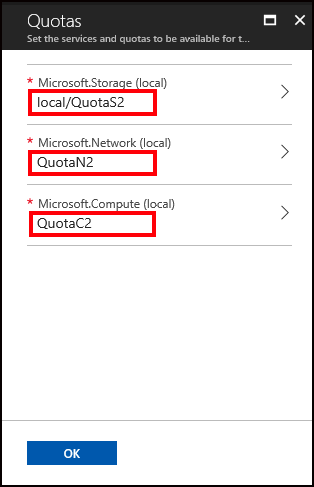 Quotas
Set the services and quotas to be available for t...
* Microsoft.Storage (local)
local/QuotaS2
* Microsoft.Network (local)
QuotaN2
* Microsoft.Compute (local)
QuotaC2
OK